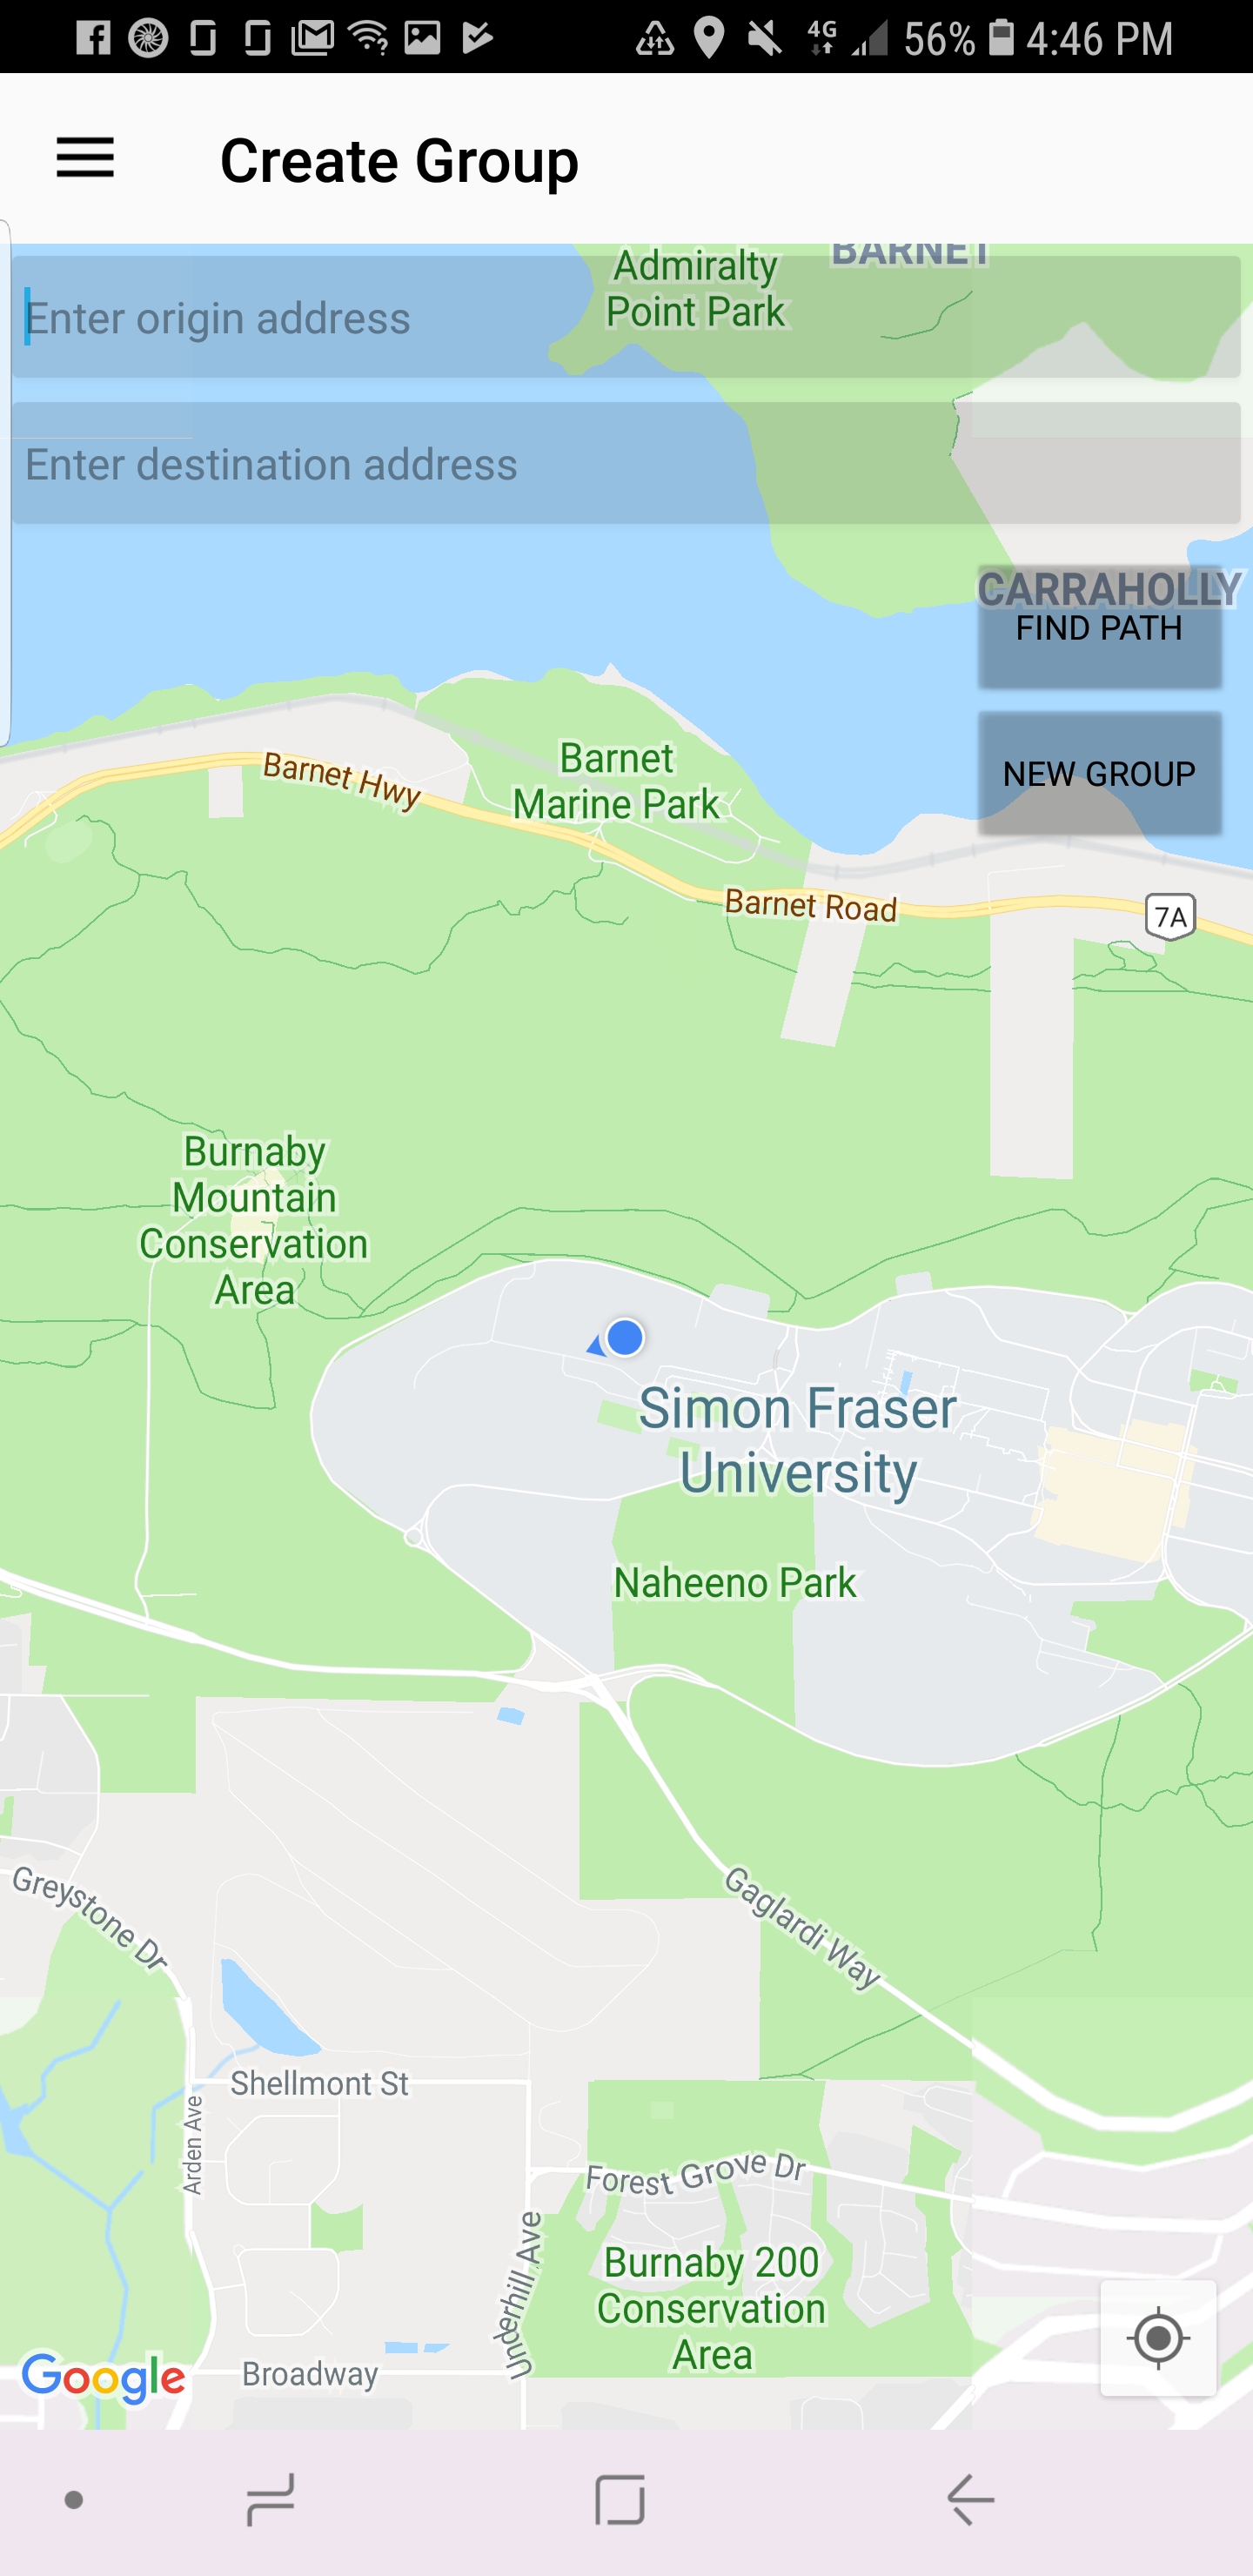 4G 56% 4:46 PM
Create Group
Admiralty
Point Park
BARNET
Enter origin address
Enter destination address
CARRAHOLLY
FIND PATH
NEW GROUP
Barnet Hwy
Barnet
Marine Park
Barnet Road
7A
Burnaby
Mountain
Conservation
Area
Simon Fraser
University
Naheeno Park
Greystone Dr
Gaglardi Way
Shellmont St
Arden Ave
Forest Grove Dr
Underhill Ave
Burnaby 200
Conservation
Area
Google
Broadway